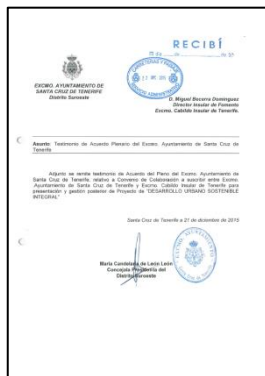 RECIBÍ
EXCMO. AYUNTAMIENTO DE
SANTA CRUZ DE TENERIFE
Distrito Suroeste
D. Miguel Becerra Domínguez
Director Insular de Fomento
Excmo. Cabildo Insular de Tenerife.
Asunto: Testimonio de Acuerdo Plenario del Excmo. Ayuntamiento de Santa Cruz de
Tenerife
Adjunto se remite testimonio de Acuerdo del Pleno del Excmo. Ayuntamiento de
Santa Cruz de Tenerife, relativo a Convenio de Colaboración a suscribir entre Excmo.
Ayuntamiento de Santa Cruz de Tenerife y Excmo. Cabildo Insular de Tenerife para
presentación y gestión posterior de Proyecto de "DESARROLLO URBANO SOSTENIBLE
INTEGRAL"
Santa Cruz de Tenerife a 21 de diciembre de 2015
María Candelaria de León León
Concejala Presidenta del
Distrito Suroeste